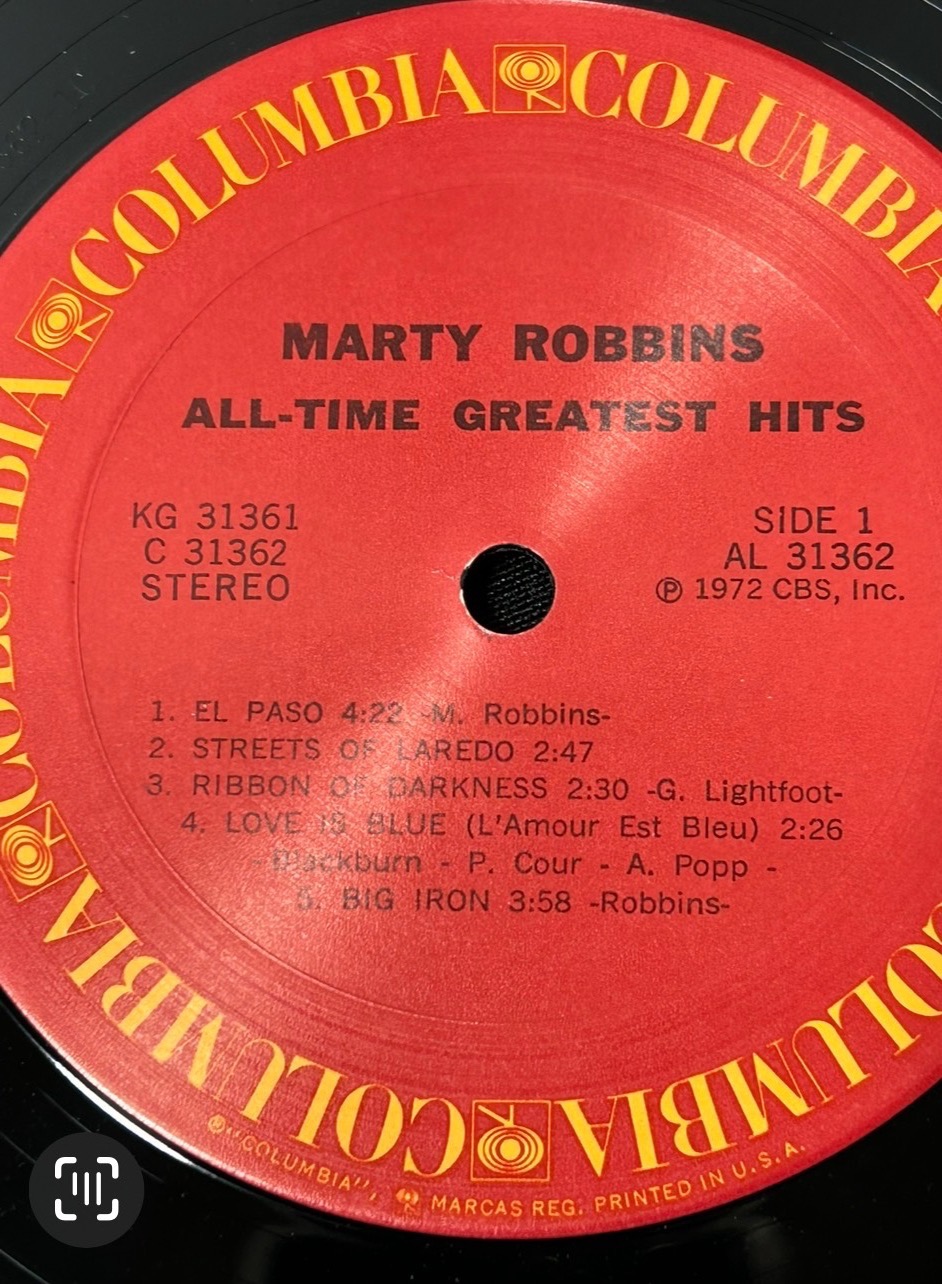 COLUMBIA COLUMBIA COLUMBIA COLUMBIA COLUMBIA COLUMBIA
MARTY ROBBINS
ALL-TIME GREATEST HITS
KG 31361
C 31362
STEREO
SIDE 1
AL 31362
Ⓟ 1972 CBS, Inc.
1. EL PASO 4:22 -M. Robbins-
2. STREETS OF LAREDO 2:47
3. RIBBON OF DARKNESS 2:30 -G. Lightfoot-
4. LOVE IS BLUE (L'Amour Est Bleu) 2:26
- Blackburn - P. Cour - A. Popp -
5. BIG IRON 3:58 -Robbins-
®"COLUMBIA", MARCAS REG. PRINTED IN U.S.A.